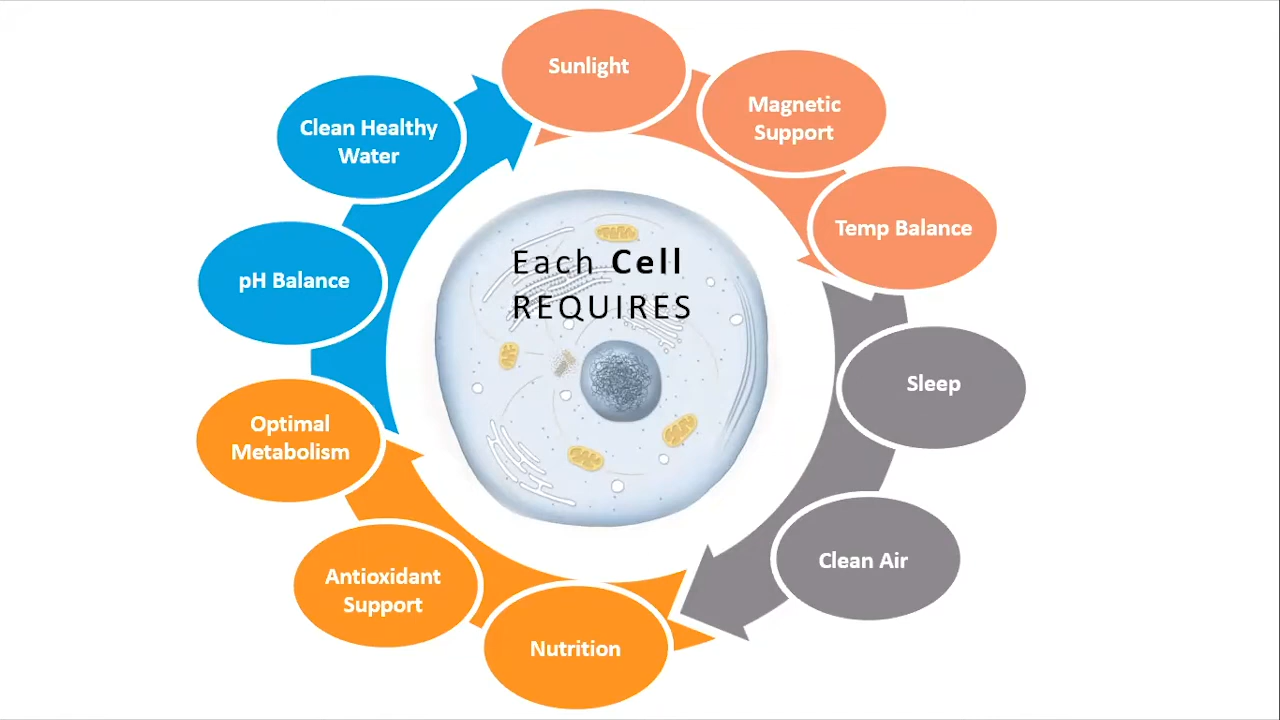 Each Cell
REQUIRES
Sunlight
Magnetic
Support
Temp Balance
Sleep
Clean Air
Nutrition
Antioxidant
Support
Optimal
Metabolism
pH Balance
Clean Healthy
Water